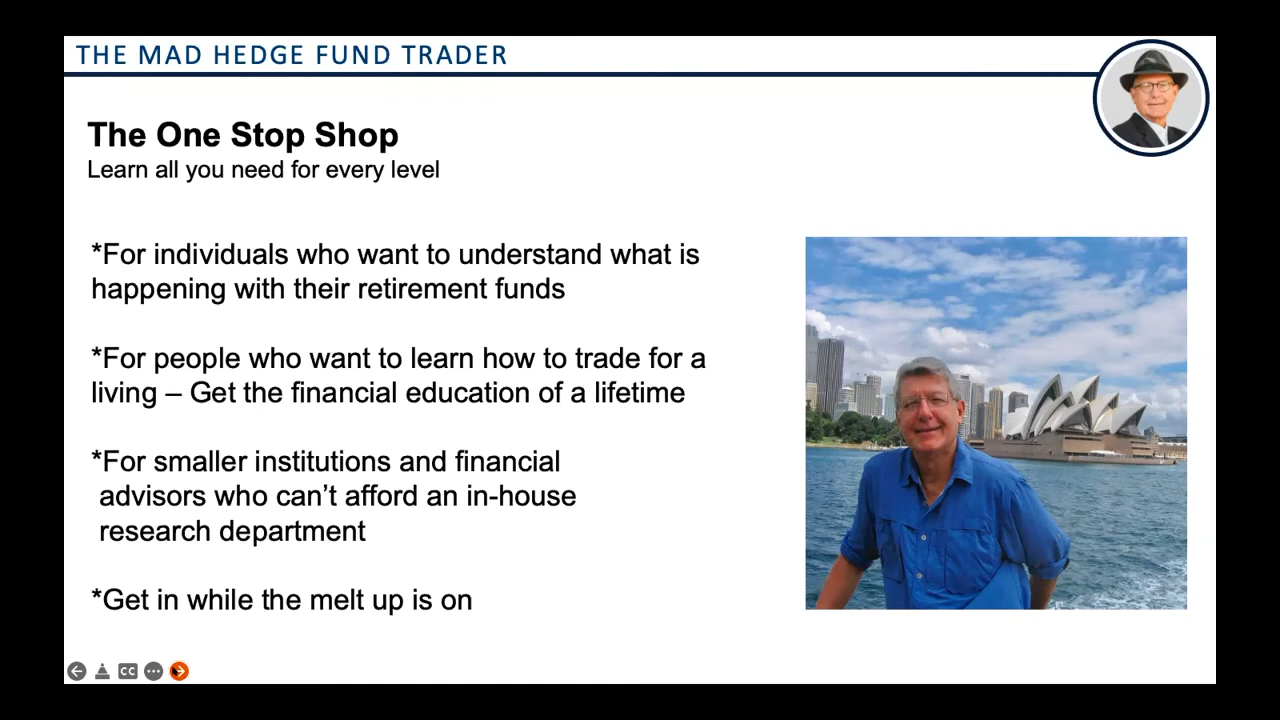 THE MAD HEDGE FUND TRADER
The One Stop Shop
Learn all you need for every level
*For individuals who want to understand what is
happening with their retirement funds
*For people who want to learn how to trade for a
living – Get the financial education of a lifetime
*For smaller institutions and financial
advisors who can’t afford an in-house
research department
*Get in while the melt up is on
CC